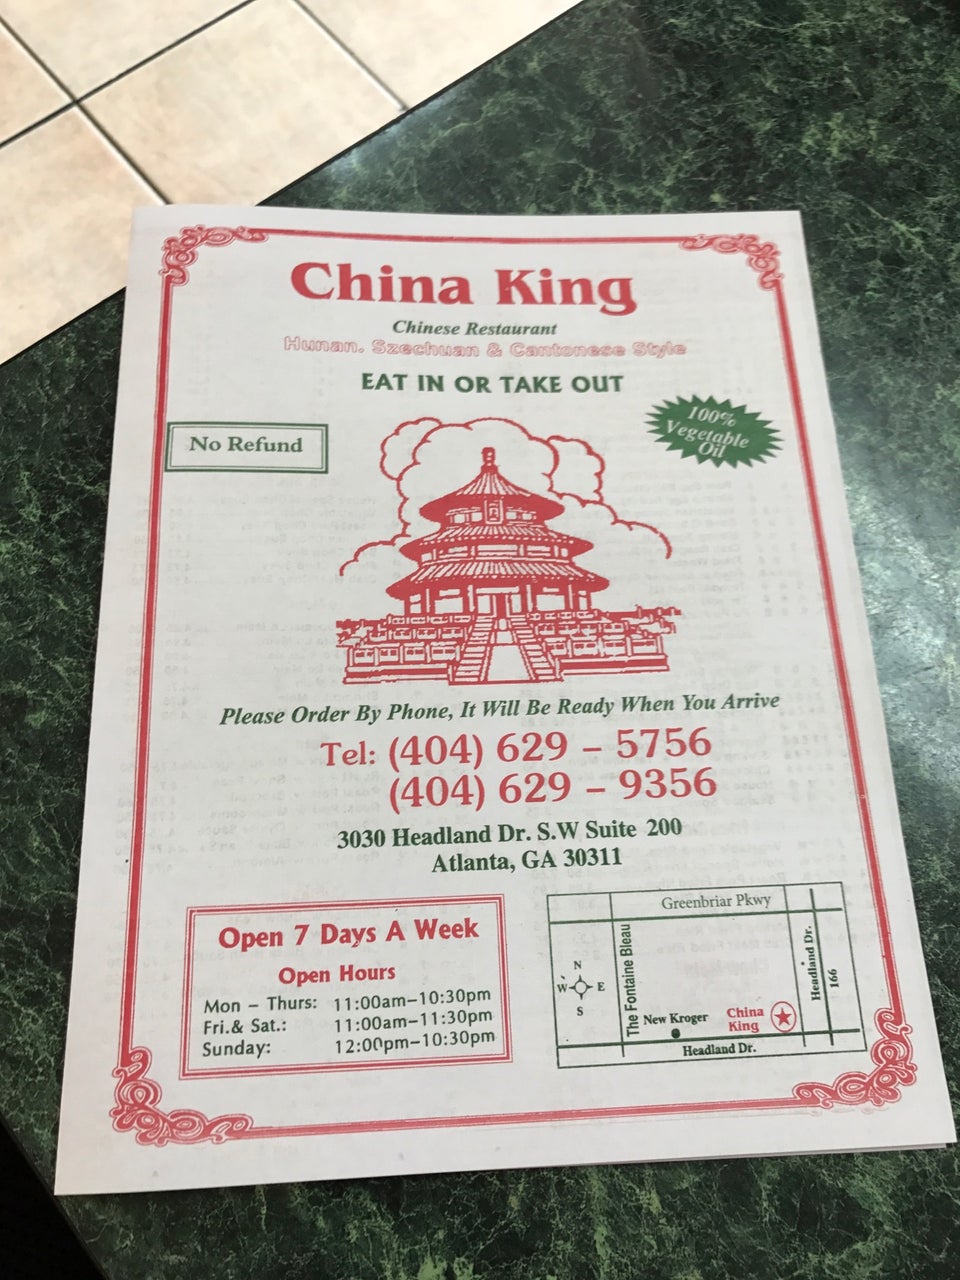 China King
Chinese Restaurant
Hunan. Szechuan & Cantonese Style
EAT IN OR TAKE OUT
No Refund
100%
Vegetable
Oil
Please Order By Phone, It Will Be Ready When You Arrive
Tel: (404) 629 – 5756
(404) 629 – 9356
3030 Headland Dr. S.W Suite 200
Atlanta, GA 30311
Open 7 Days A Week
Open Hours
Mon – Thurs: 11:00am–10:30pm
Fri.& Sat.: 11:00am–11:30pm
Sunday: 12:00pm–10:30pm
Greenbriar Pkwy
The Fontaine Bleau
N
W E
S
New Kroger
China
King
Headland Dr.
166
Headland Dr.